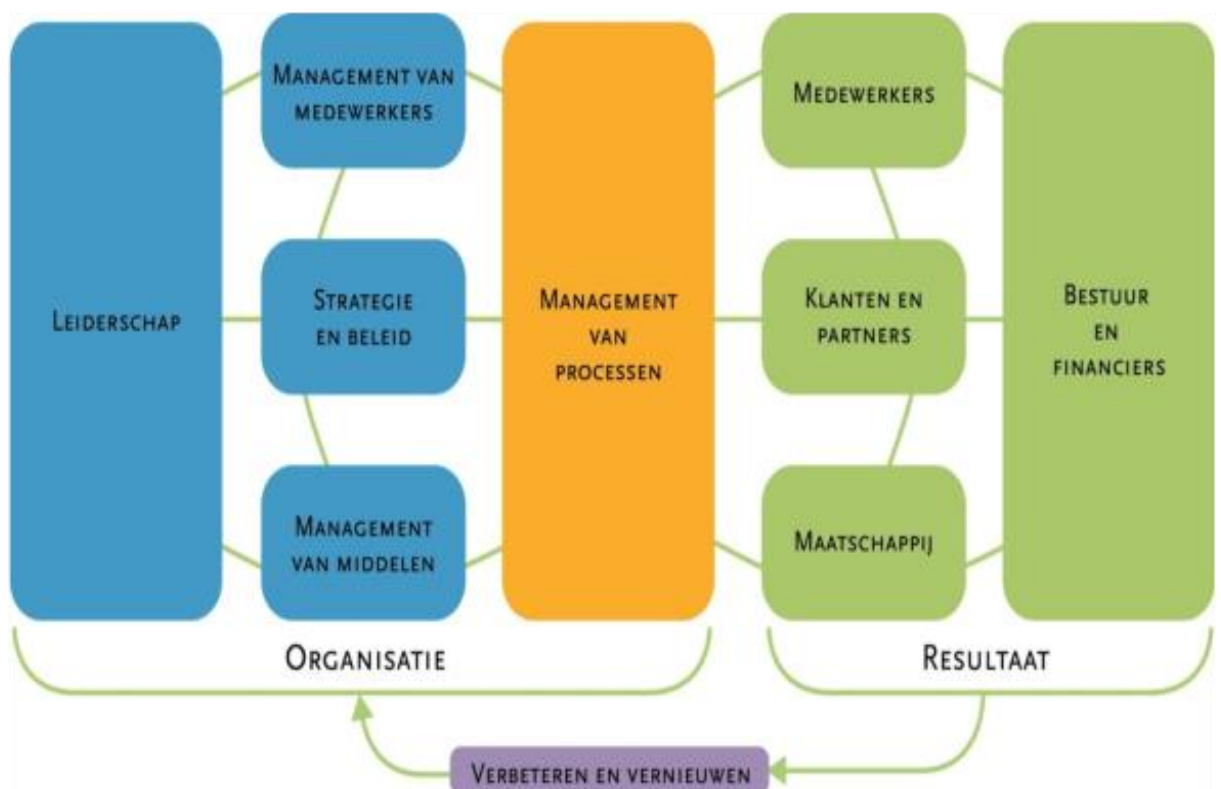 Management van
medewerkers
Medewerkers
Leiderschap
Strategie
en beleid
Management
van
processen
Klanten en
partners
Bestuur
en
financiers
Management
van middelen
Maatschappij
Organisatie
Resultaat
Verbeteren en vernieuwen